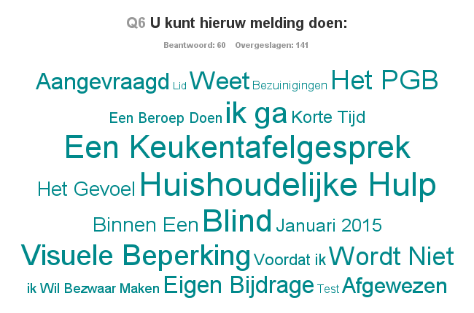 Q6 U kunt hieruw melding doen:
Beantwoord: 60 Overgeslagen: 141
Aangevraagd Lid Weet Bezuinigingen Het PGB
Een Beroep Doen ik ga Korte Tijd
Een Keukentafelgesprek
Het Gevoel Huishoudelijke Hulp
Binnen Een Blind Januari 2015
Visuele Beperking Voordat ik Wordt Niet
ik Wil Bezwaar Maken Eigen Bijdrage Test Afgewezen